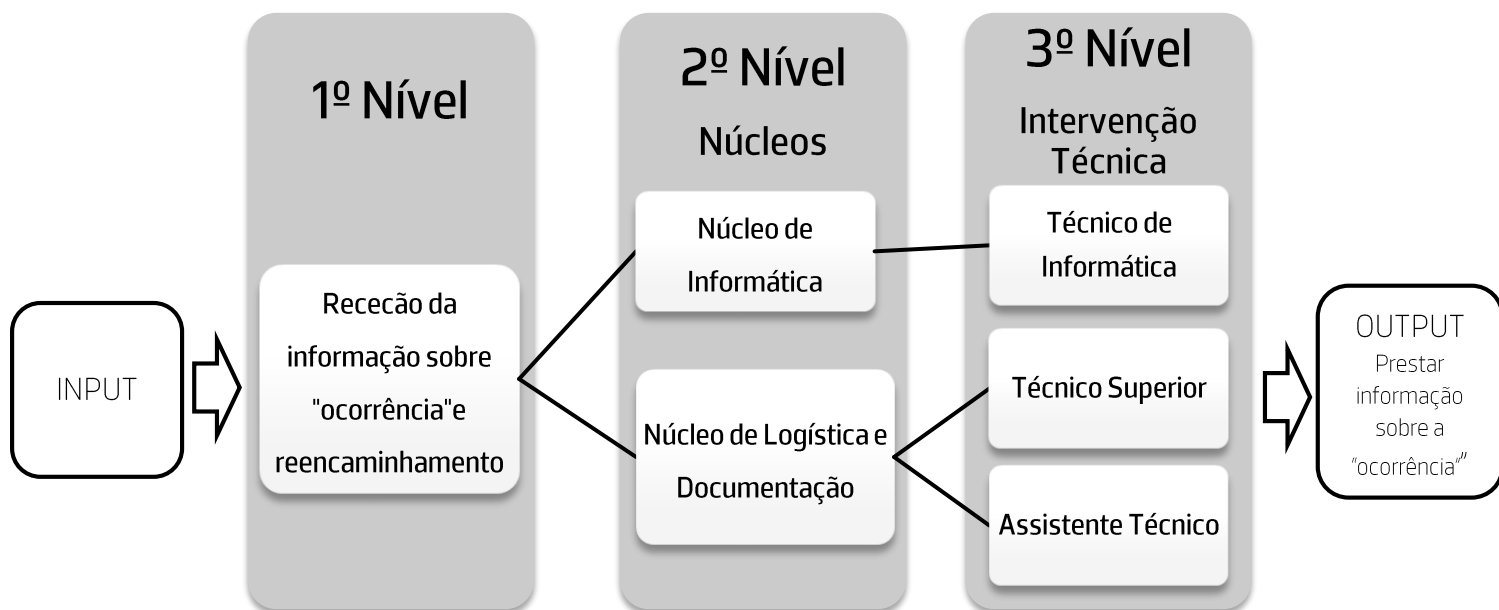 INPUT
1º Nível
Rececão da
informação sobre
"ocorrência"e
reencaminhamento
2º Nível
Núcleos
Núcleo de
Informática
Núcleo de Logística e
Documentação
3º Nível
Intervenção
Técnica
Técnico de
Informática
Técnico Superior
Assistente Técnico
OUTPUT
Prestar
informação
sobre a
"ocorrência""